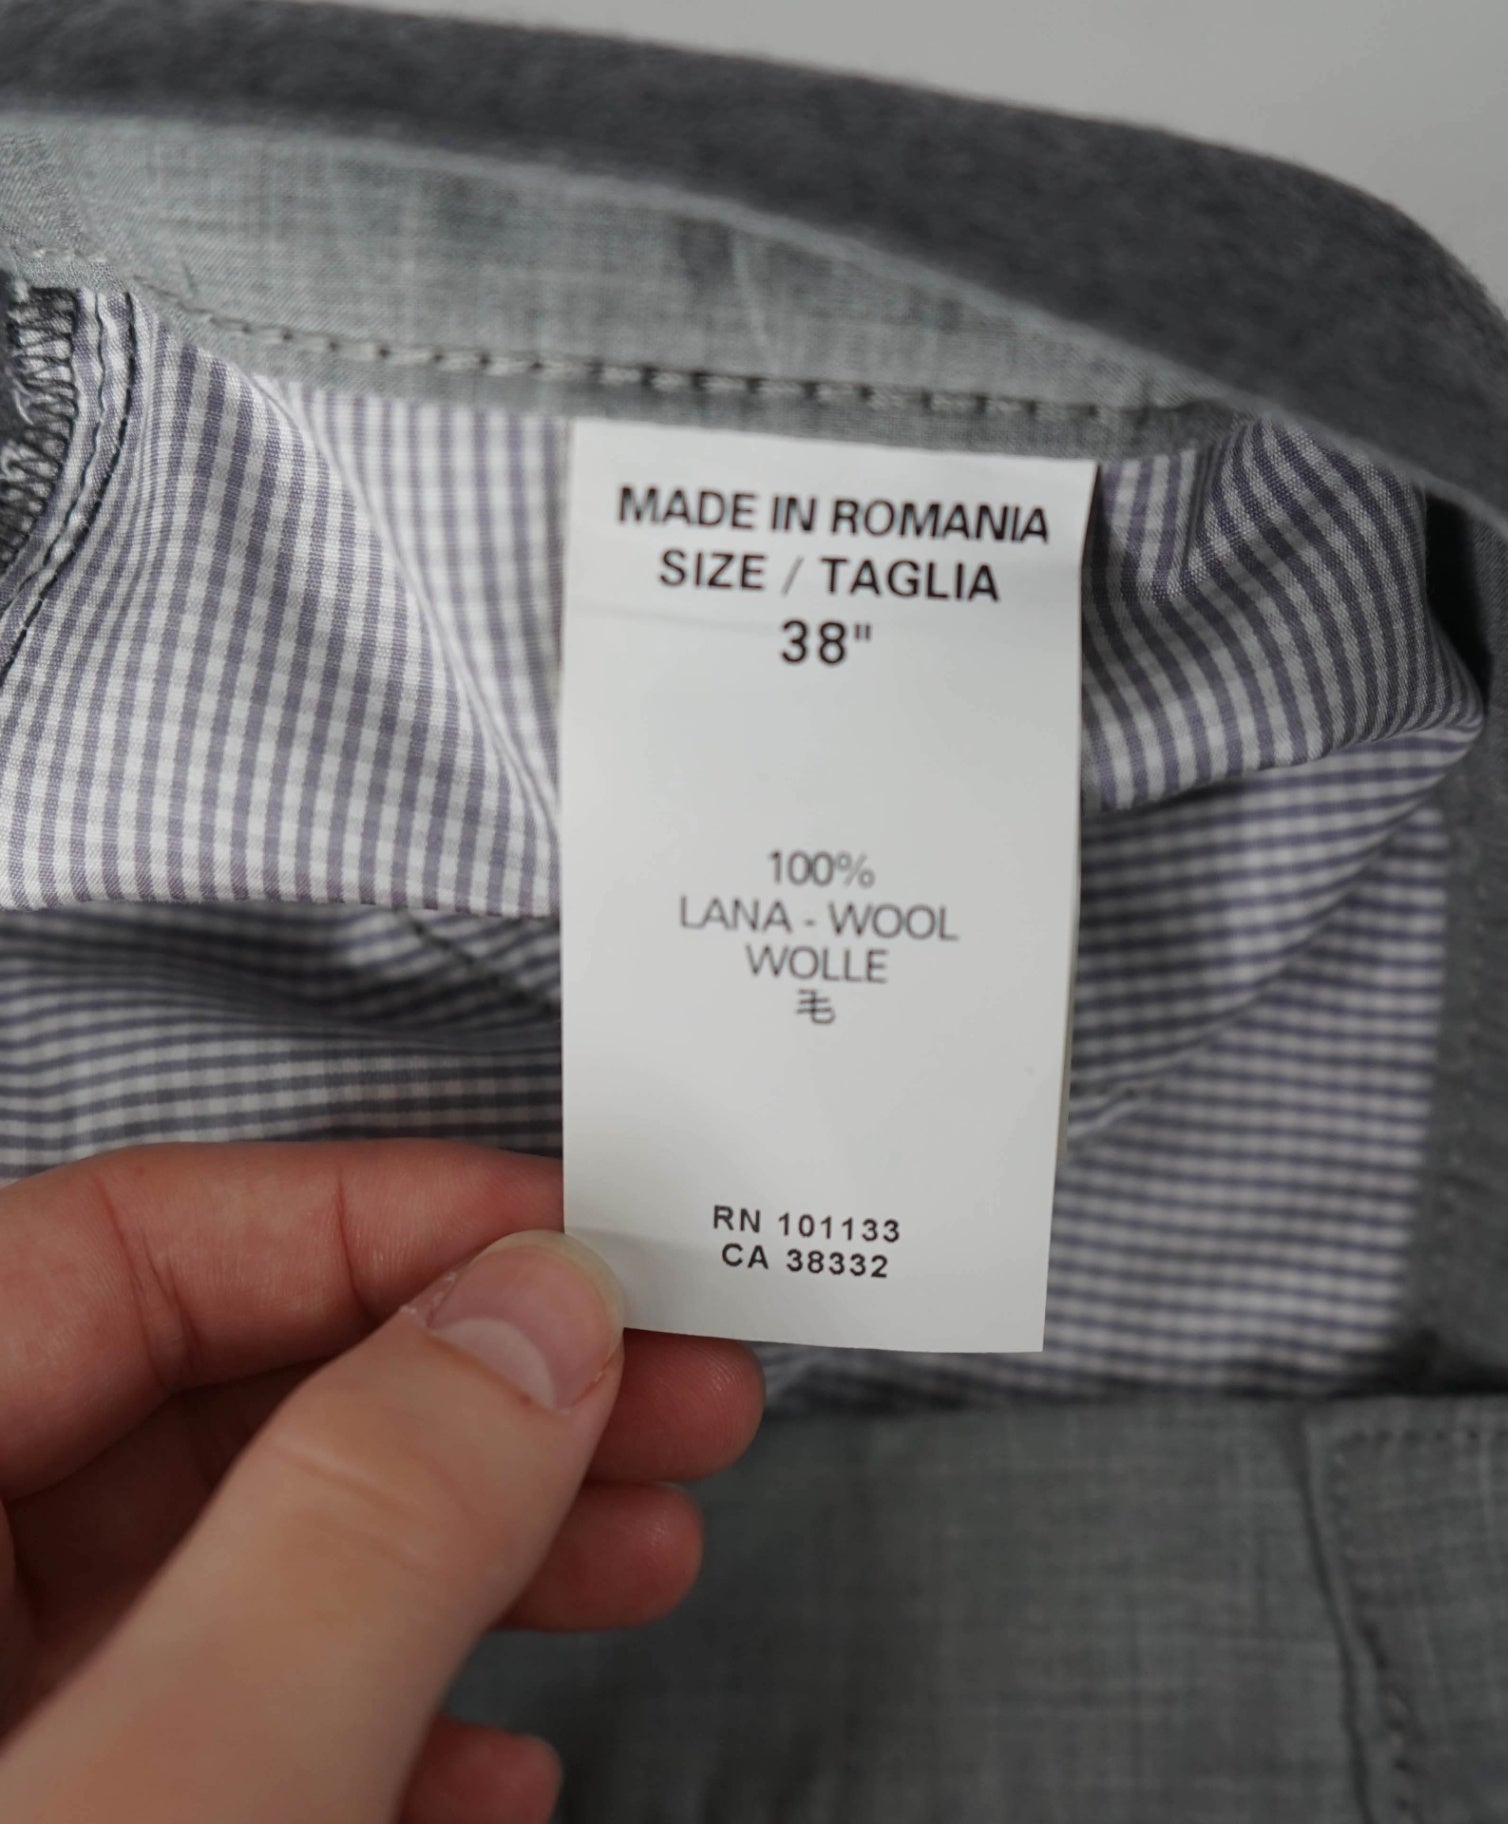 MADE IN ROMANIA
SIZE / TAGLIA
38"
100%
LANA - WOOL
WOLLE
毛
RN 101133
CA 38332